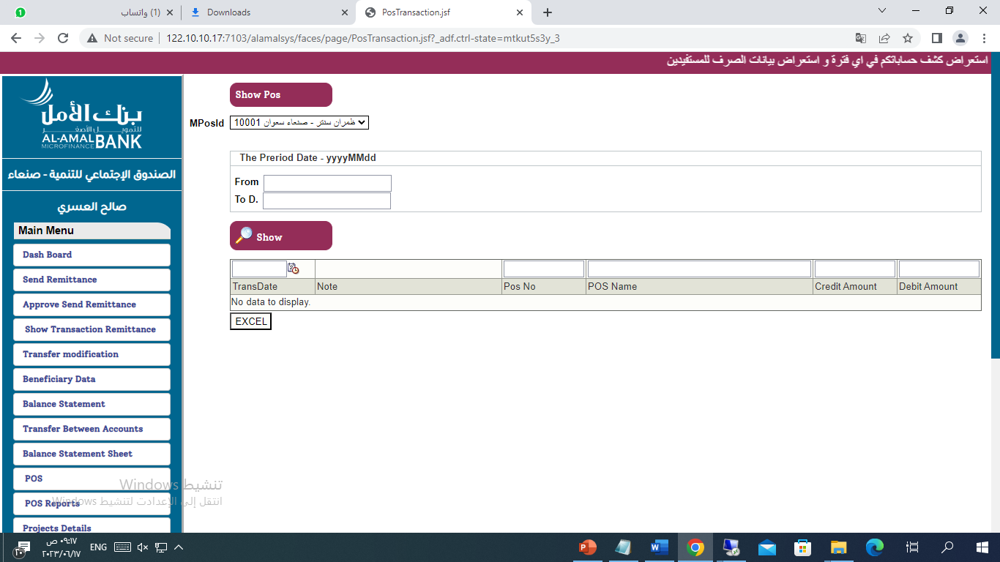 (1) واتساب
Downloads
PosTransaction.jsf
Not secure
122.10.10.17:7103/alamalsys/faces/page/PosTransaction.jsf?_adf.ctrl-state=mtkut5s3y_3
استعراض كشف حساباتكم في اي فترة و استعراض بيانات الصرف للمستفيدين
بنك الأمل
للتمويل الأصغر
AL-AMAL BANK
MICROFINANCE
الصندوق الإجتماعي للتنمية - صنعاء
صالح العسري
Main Menu
Dash Board
Send Remittance
Approve Send Remittance
Show Transaction Remittance
Transfer modification
Beneficiary Data
Balance Statement
Transfer Between Accounts
Balance Statement Sheet
POS
POS Reports
Projects Details
Show Pos
MPosId
10001 ظمران سنتر - صنعاء سعوان
The Preriod Date - yyyyMMdd
From
To D.
Show
TransDate Note Pos No POS Name Credit Amount Debit Amount
No data to display.
EXCEL
تنشيط Windows
انتقل إلى الإعدادات لتنشيط Windows
٠٩:١٧ ص
٢٠٢٣/٠٦/١٧
ENG
٢٠